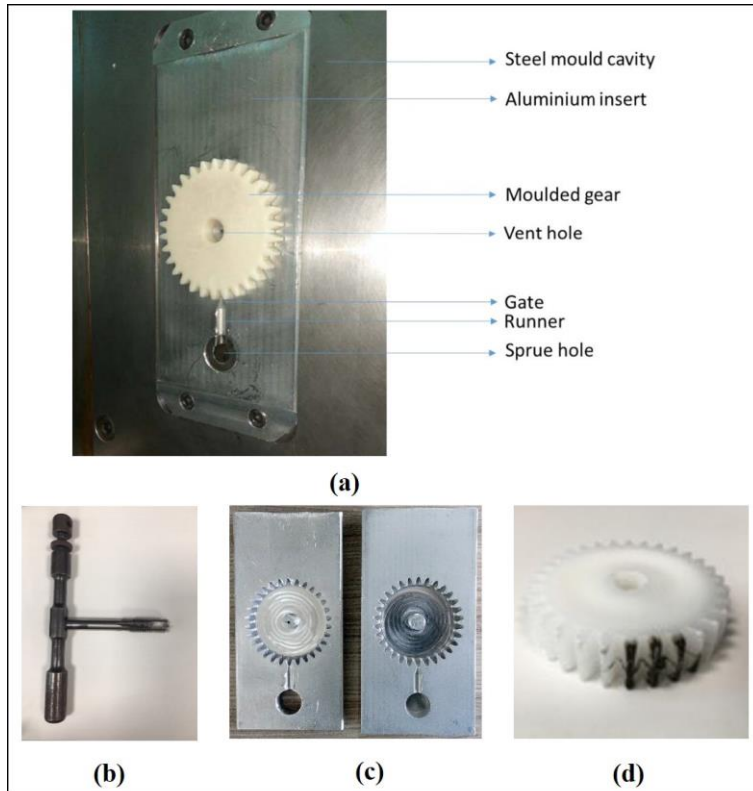 Steel mould cavity
Aluminium insert
Moulded gear
Vent hole
Gate
Runner
Sprue hole
(a)
(b)
(c)
(d)